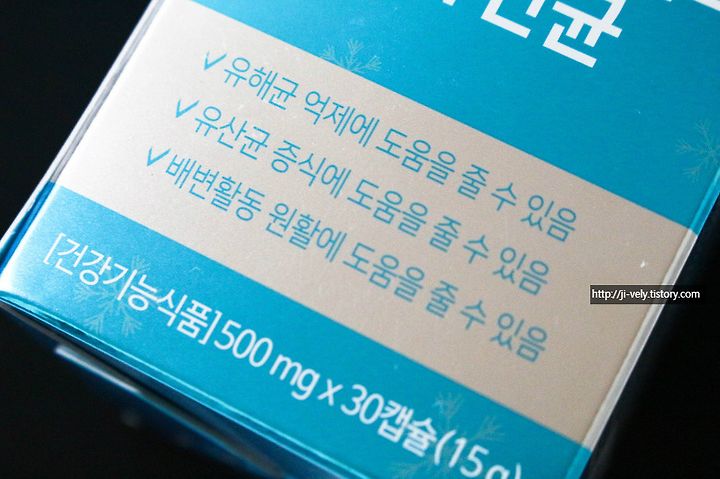 균
✓유해균 억제에 도움을 줄 수 있음
✓유산균 증식에 도움을 줄 수 있음
✓배변활동 원활에 도움을 줄 수 있음
http://ji-vely.tistory.com
[건강기능식품] 500 mg x 30캡슐 (15g)